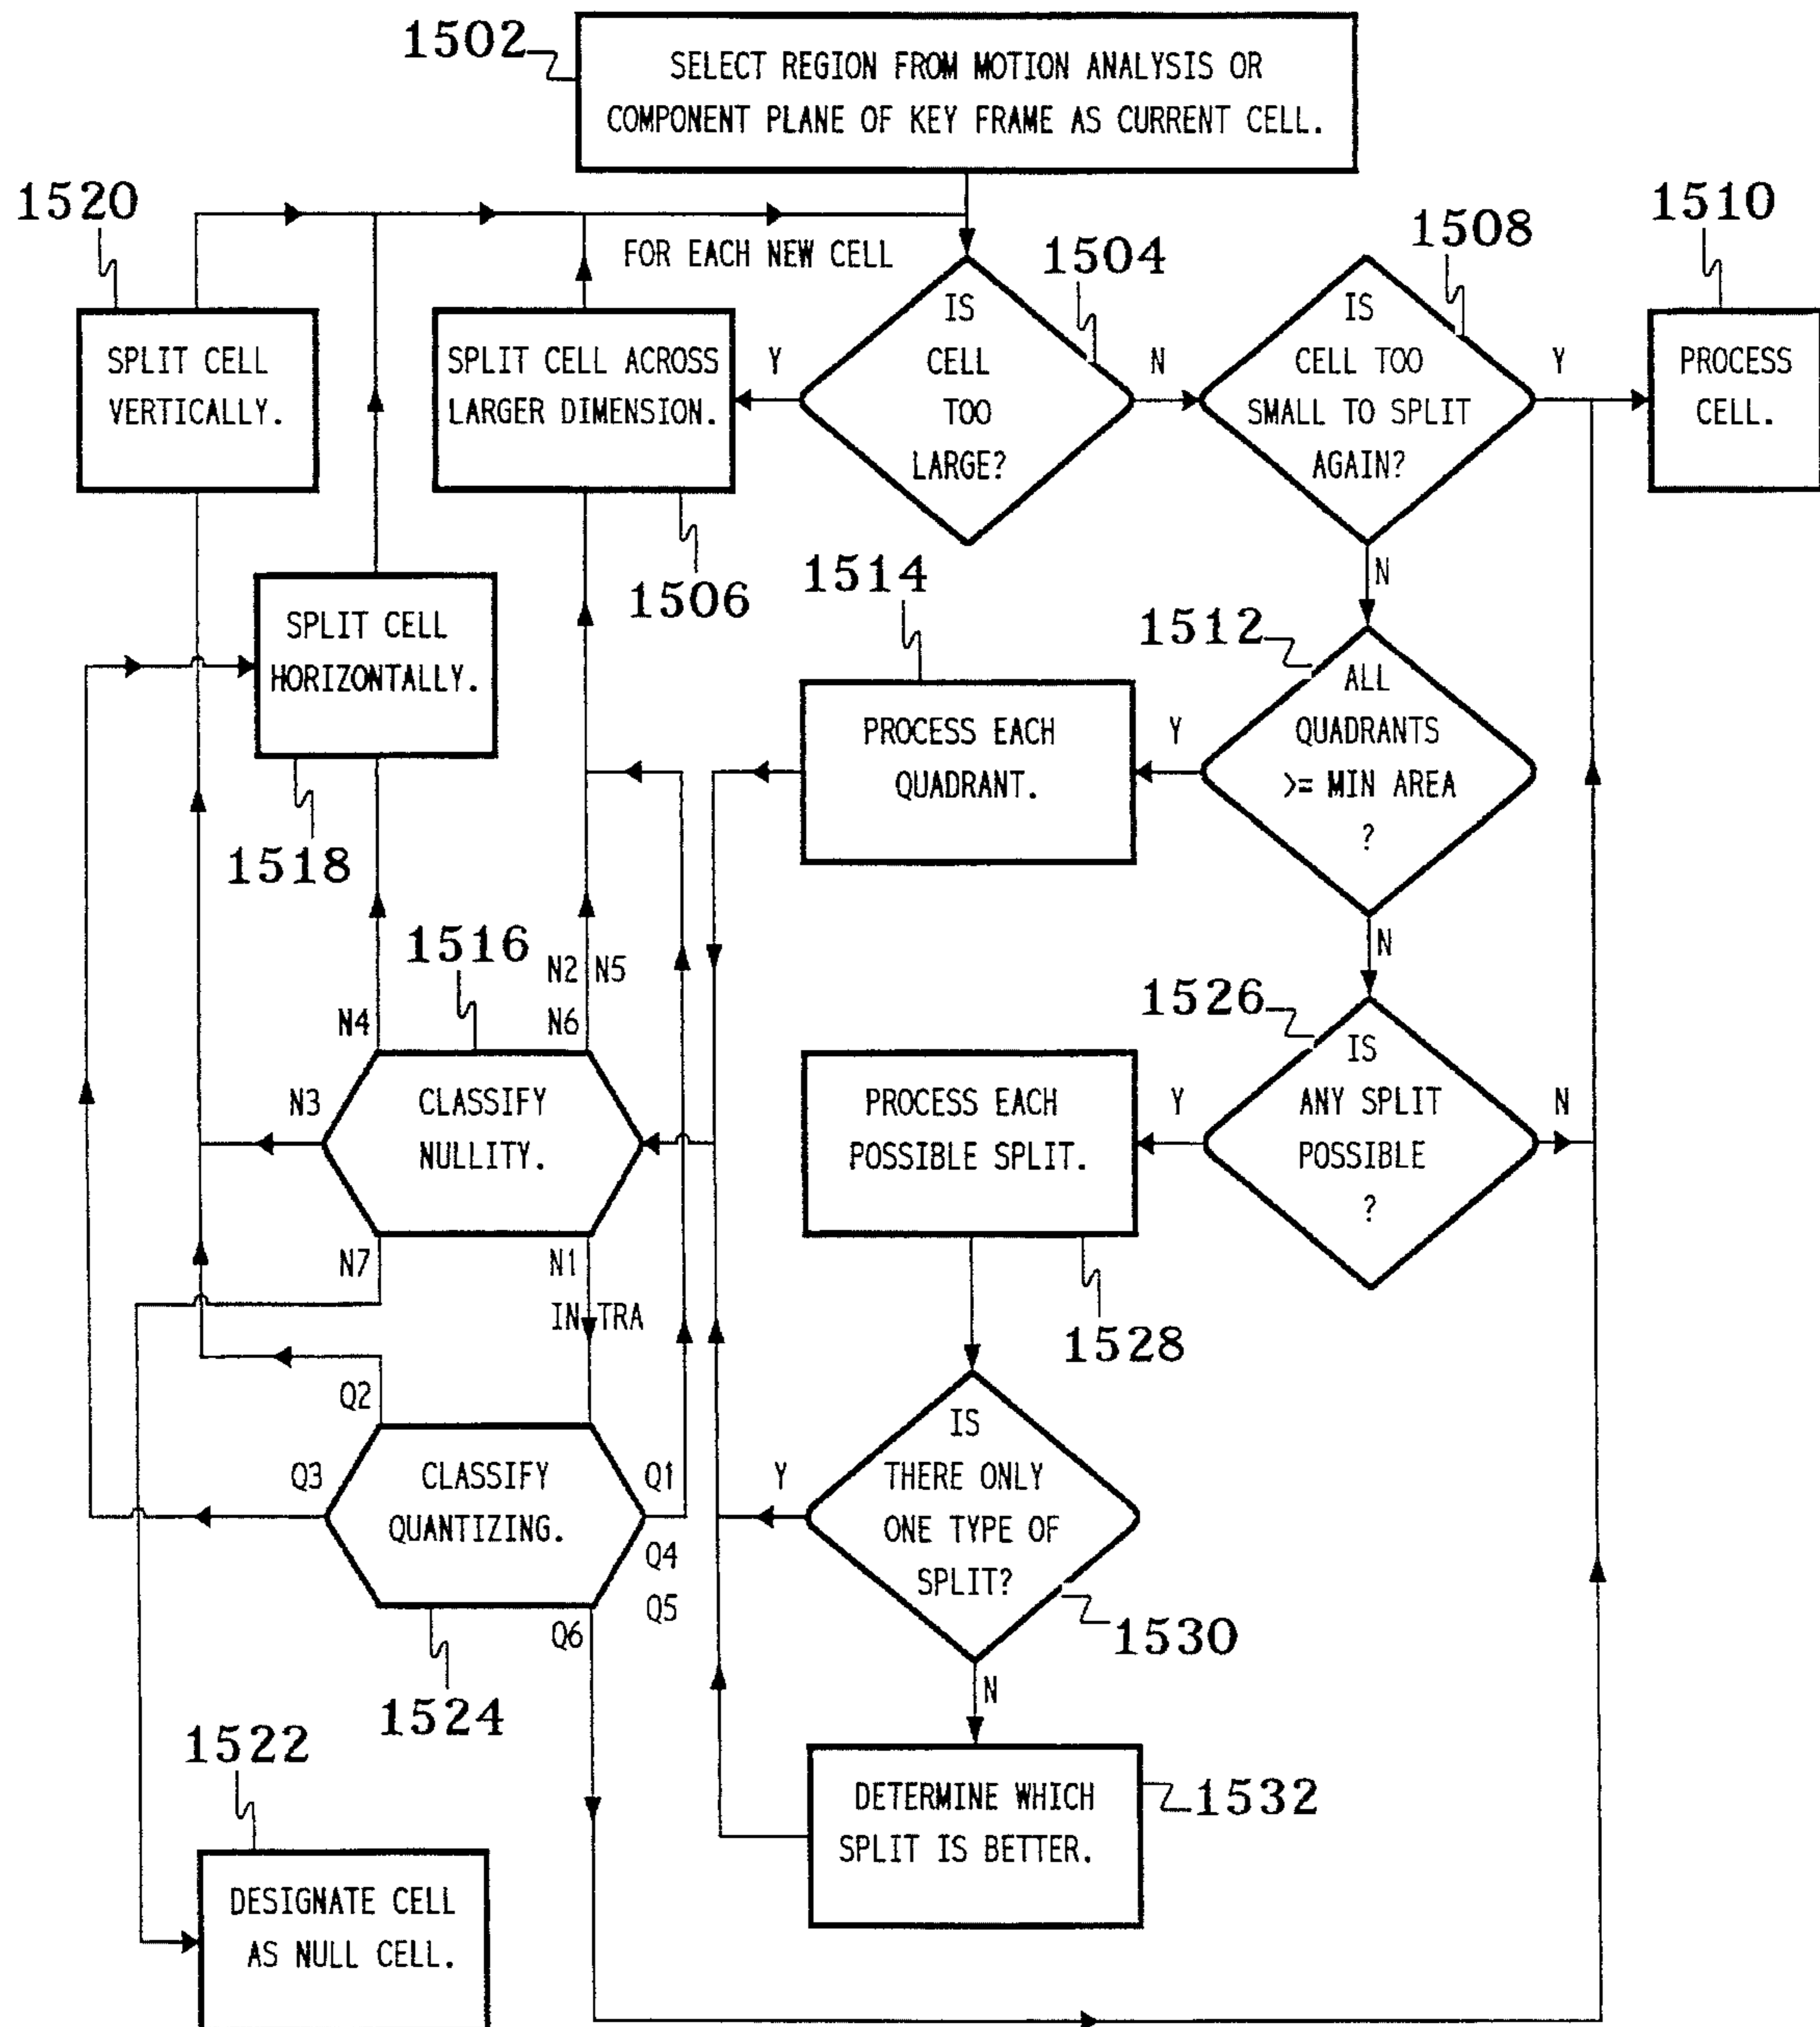 1502
SELECT REGION FROM MOTION ANALYSIS OR
COMPONENT PLANE OF KEY FRAME AS CURRENT CELL.
1520
FOR EACH NEW CELL
1504
1508
1510
SPLIT CELL
VERTICALLY.
SPLIT CELL ACROSS
LARGER DIMENSION.
Y
IS
CELL
TOO
LARGE?
N
IS
CELL TOO
SMALL TO SPLIT
AGAIN?
Y
PROCESS
CELL.
1506
N
SPLIT CELL
HORIZONTALLY.
1518
1514
1512
PROCESS EACH
QUADRANT.
Y
ALL
QUADRANTS
>= MIN AREA
?
N
1516
N2 N5
N6
N4
N3
CLASSIFY
NULLITY.
N7
N1
INTRA
1526
PROCESS EACH
POSSIBLE SPLIT.
Y
IS
ANY SPLIT
POSSIBLE
?
N
1528
Q2
Q3
CLASSIFY
QUANTIZING.
Q1
Q4
Q5
Q6
1524
Y
IS
THERE ONLY
ONE TYPE OF
SPLIT?
1530
N
1522
DESIGNATE CELL
AS NULL CELL.
DETERMINE WHICH
SPLIT IS BETTER.
1532